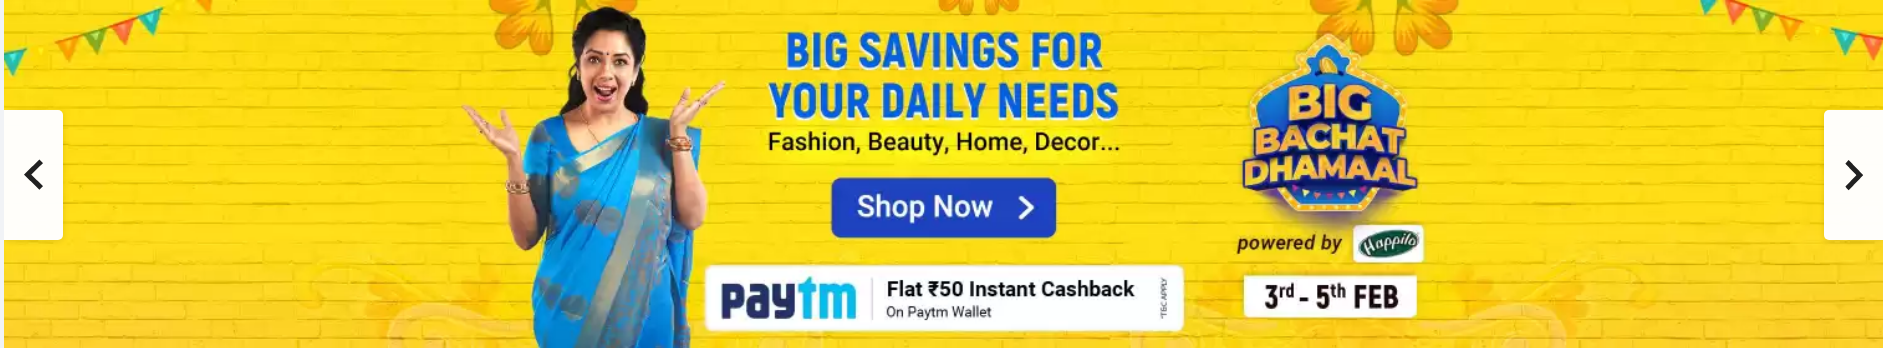 BIG SAVINGS FOR
YOUR DAILY NEEDS
Fashion, Beauty, Home, Decor...
Shop Now
paytm
Flat ₹50 Instant Cashback
On Paytm Wallet
*T&C APPLY
BIG
BACHAT
DHAMAAL
powered by Happilo
3rd - 5th FEB